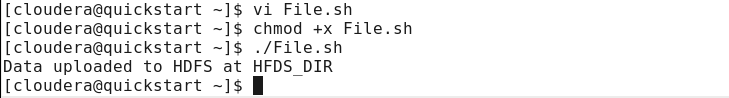 [cloudera@quickstart ~]$ vi File.sh
[cloudera@quickstart ~]$ chmod +x File.sh
[cloudera@quickstart ~]$ ./File.sh
Data uploaded to HDFS at HFDS_DIR
[cloudera@quickstart ~]$